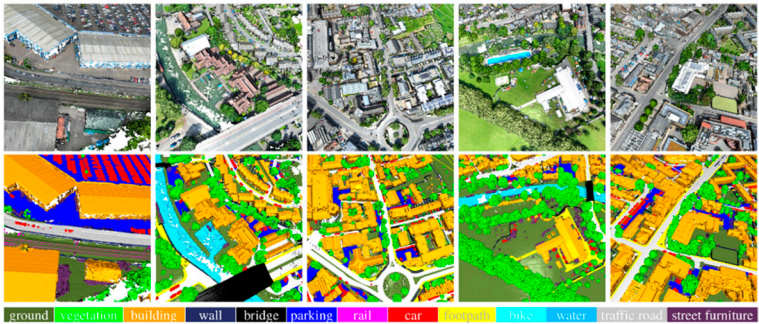 ground vegetation building wall bridge parking rail car footpath bike water traffic road street furniture